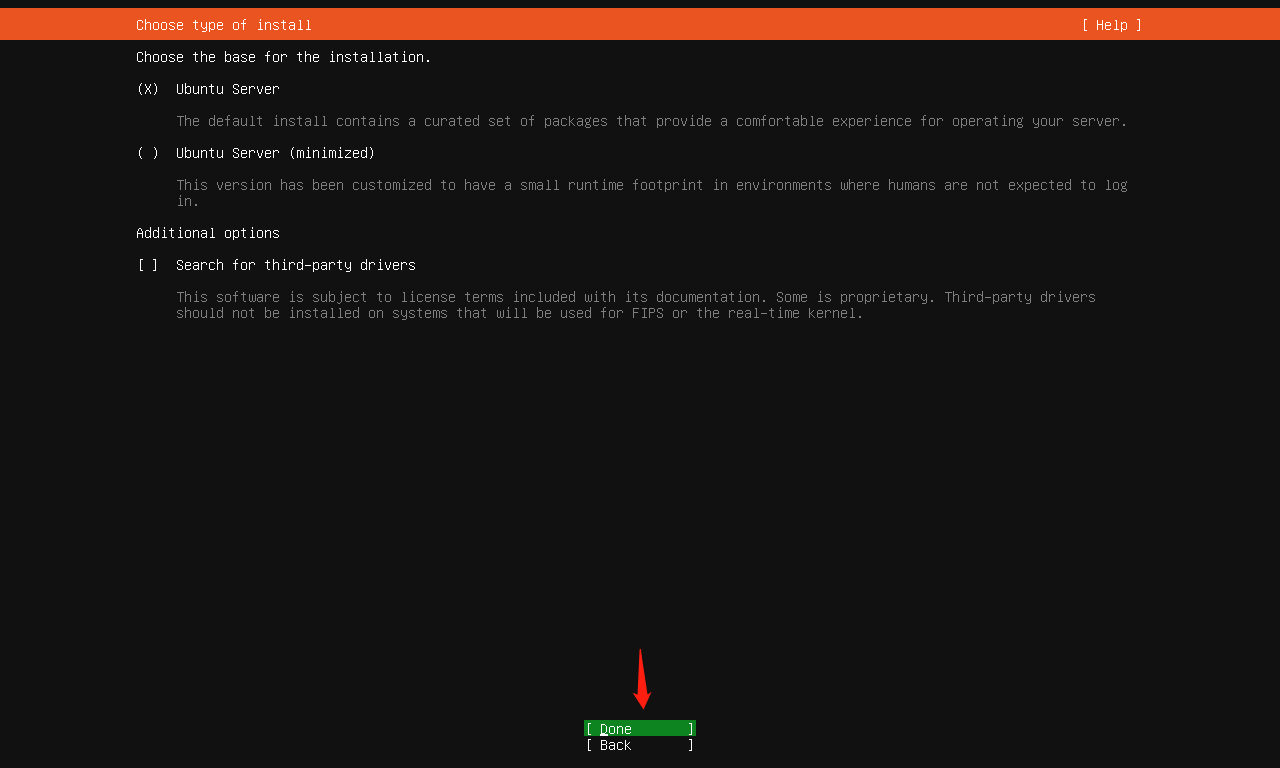 Choose type of install [ Help ]
Choose the base for the installation.
(X) Ubuntu Server
The default install contains a curated set of packages that provide a comfortable experience for operating your server.
( ) Ubuntu Server (minimized)
This version has been customized to have a small runtime footprint in environments where humans are not expected to log
in.
Additional options
[ ] Search for third-party drivers
This software is subject to license terms included with its documentation. Some is proprietary. Third-party drivers
should not be installed on systems that will be used for FIPS or the real-time kernel.
[ Done ]
[ Back ]